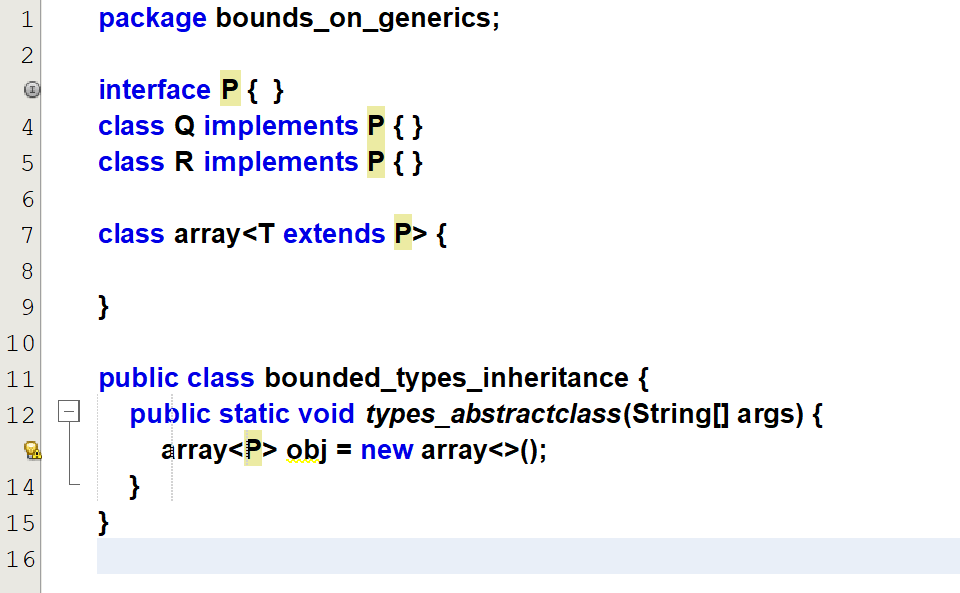 1 package bounds_on_generics;
2
interface P { }
4 class Q implements P { }
5 class R implements P { }
6
7 class array<T extends P> {
8
9 }
10
11 public class bounded_types_inheritance {
12 public static void types_abstractclass(String[] args) {
array<P> obj = new array<>();
14 }
15 }
16